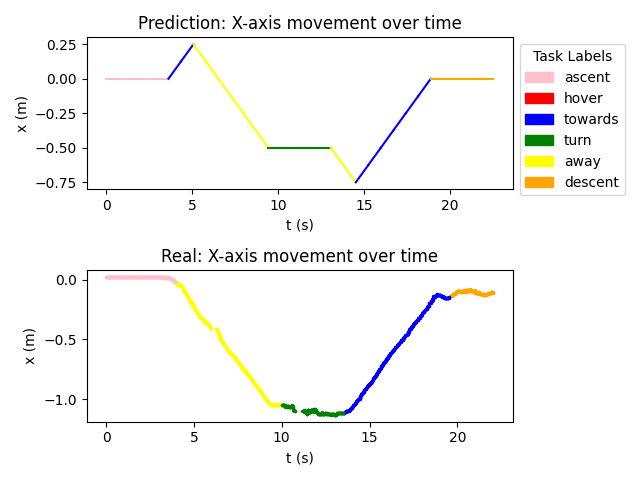 Prediction: X-axis movement over time
0.25
0.00
−0.25
−0.50
−0.75
x (m)
0 5 10 15 20
t (s)
Task Labels
ascent
hover
towards
turn
away
descent
Real: X-axis movement over time
0.0
−0.5
−1.0
x (m)
0 5 10 15 20
t (s)